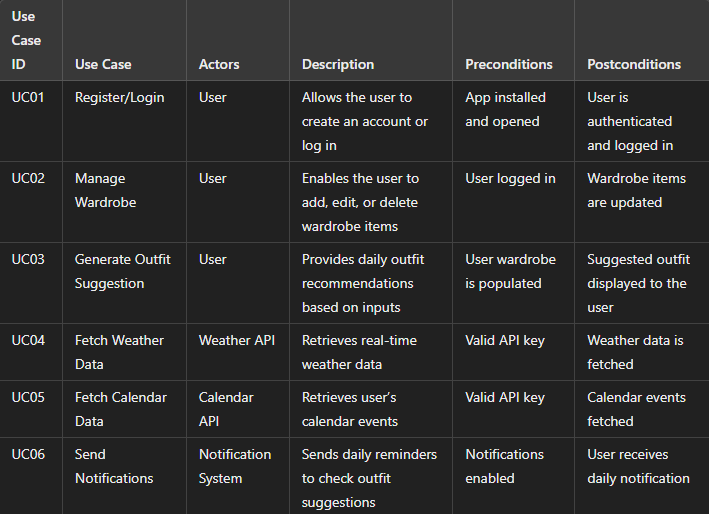 Use Case ID Use Case Actors Description Preconditions Postconditions
UC01 Register/Login User Allows the user to create an account or log in App installed and opened User is authenticated and logged in
UC02 Manage Wardrobe User Enables the user to add, edit, or delete wardrobe items User logged in Wardrobe items are updated
UC03 Generate Outfit Suggestion User Provides daily outfit recommendations based on inputs User wardrobe is populated Suggested outfit displayed to the user
UC04 Fetch Weather Data Weather API Retrieves real-time weather data Valid API key Weather data is fetched
UC05 Fetch Calendar Data Calendar API Retrieves user’s calendar events Valid API key Calendar events fetched
UC06 Send Notifications Notification System Sends daily reminders to check outfit suggestions Notifications enabled User receives daily notification